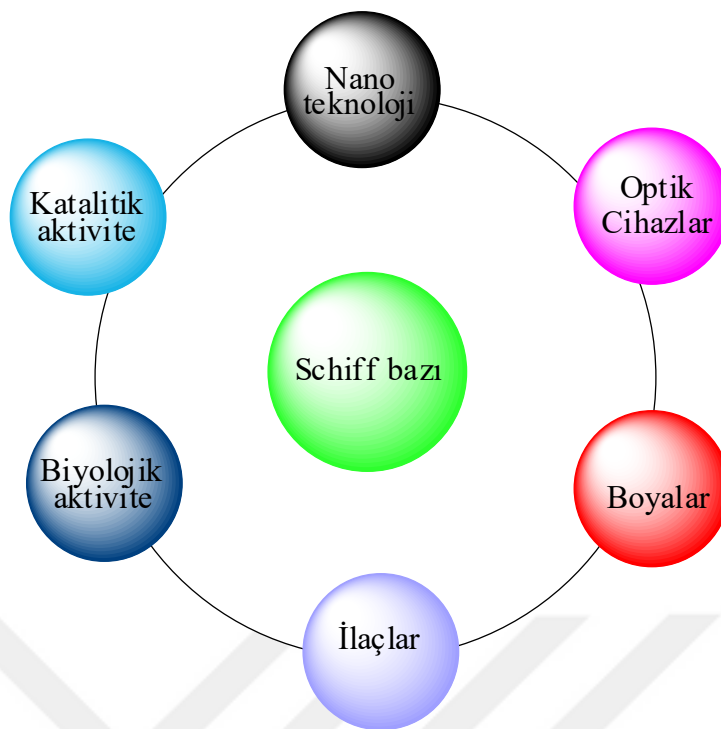 Nano
teknoloji
Optik
Cihazlar
Katalitik
aktivite
Schiff bazı
Biyolojik
aktivite
Boyalar
İlaçlar